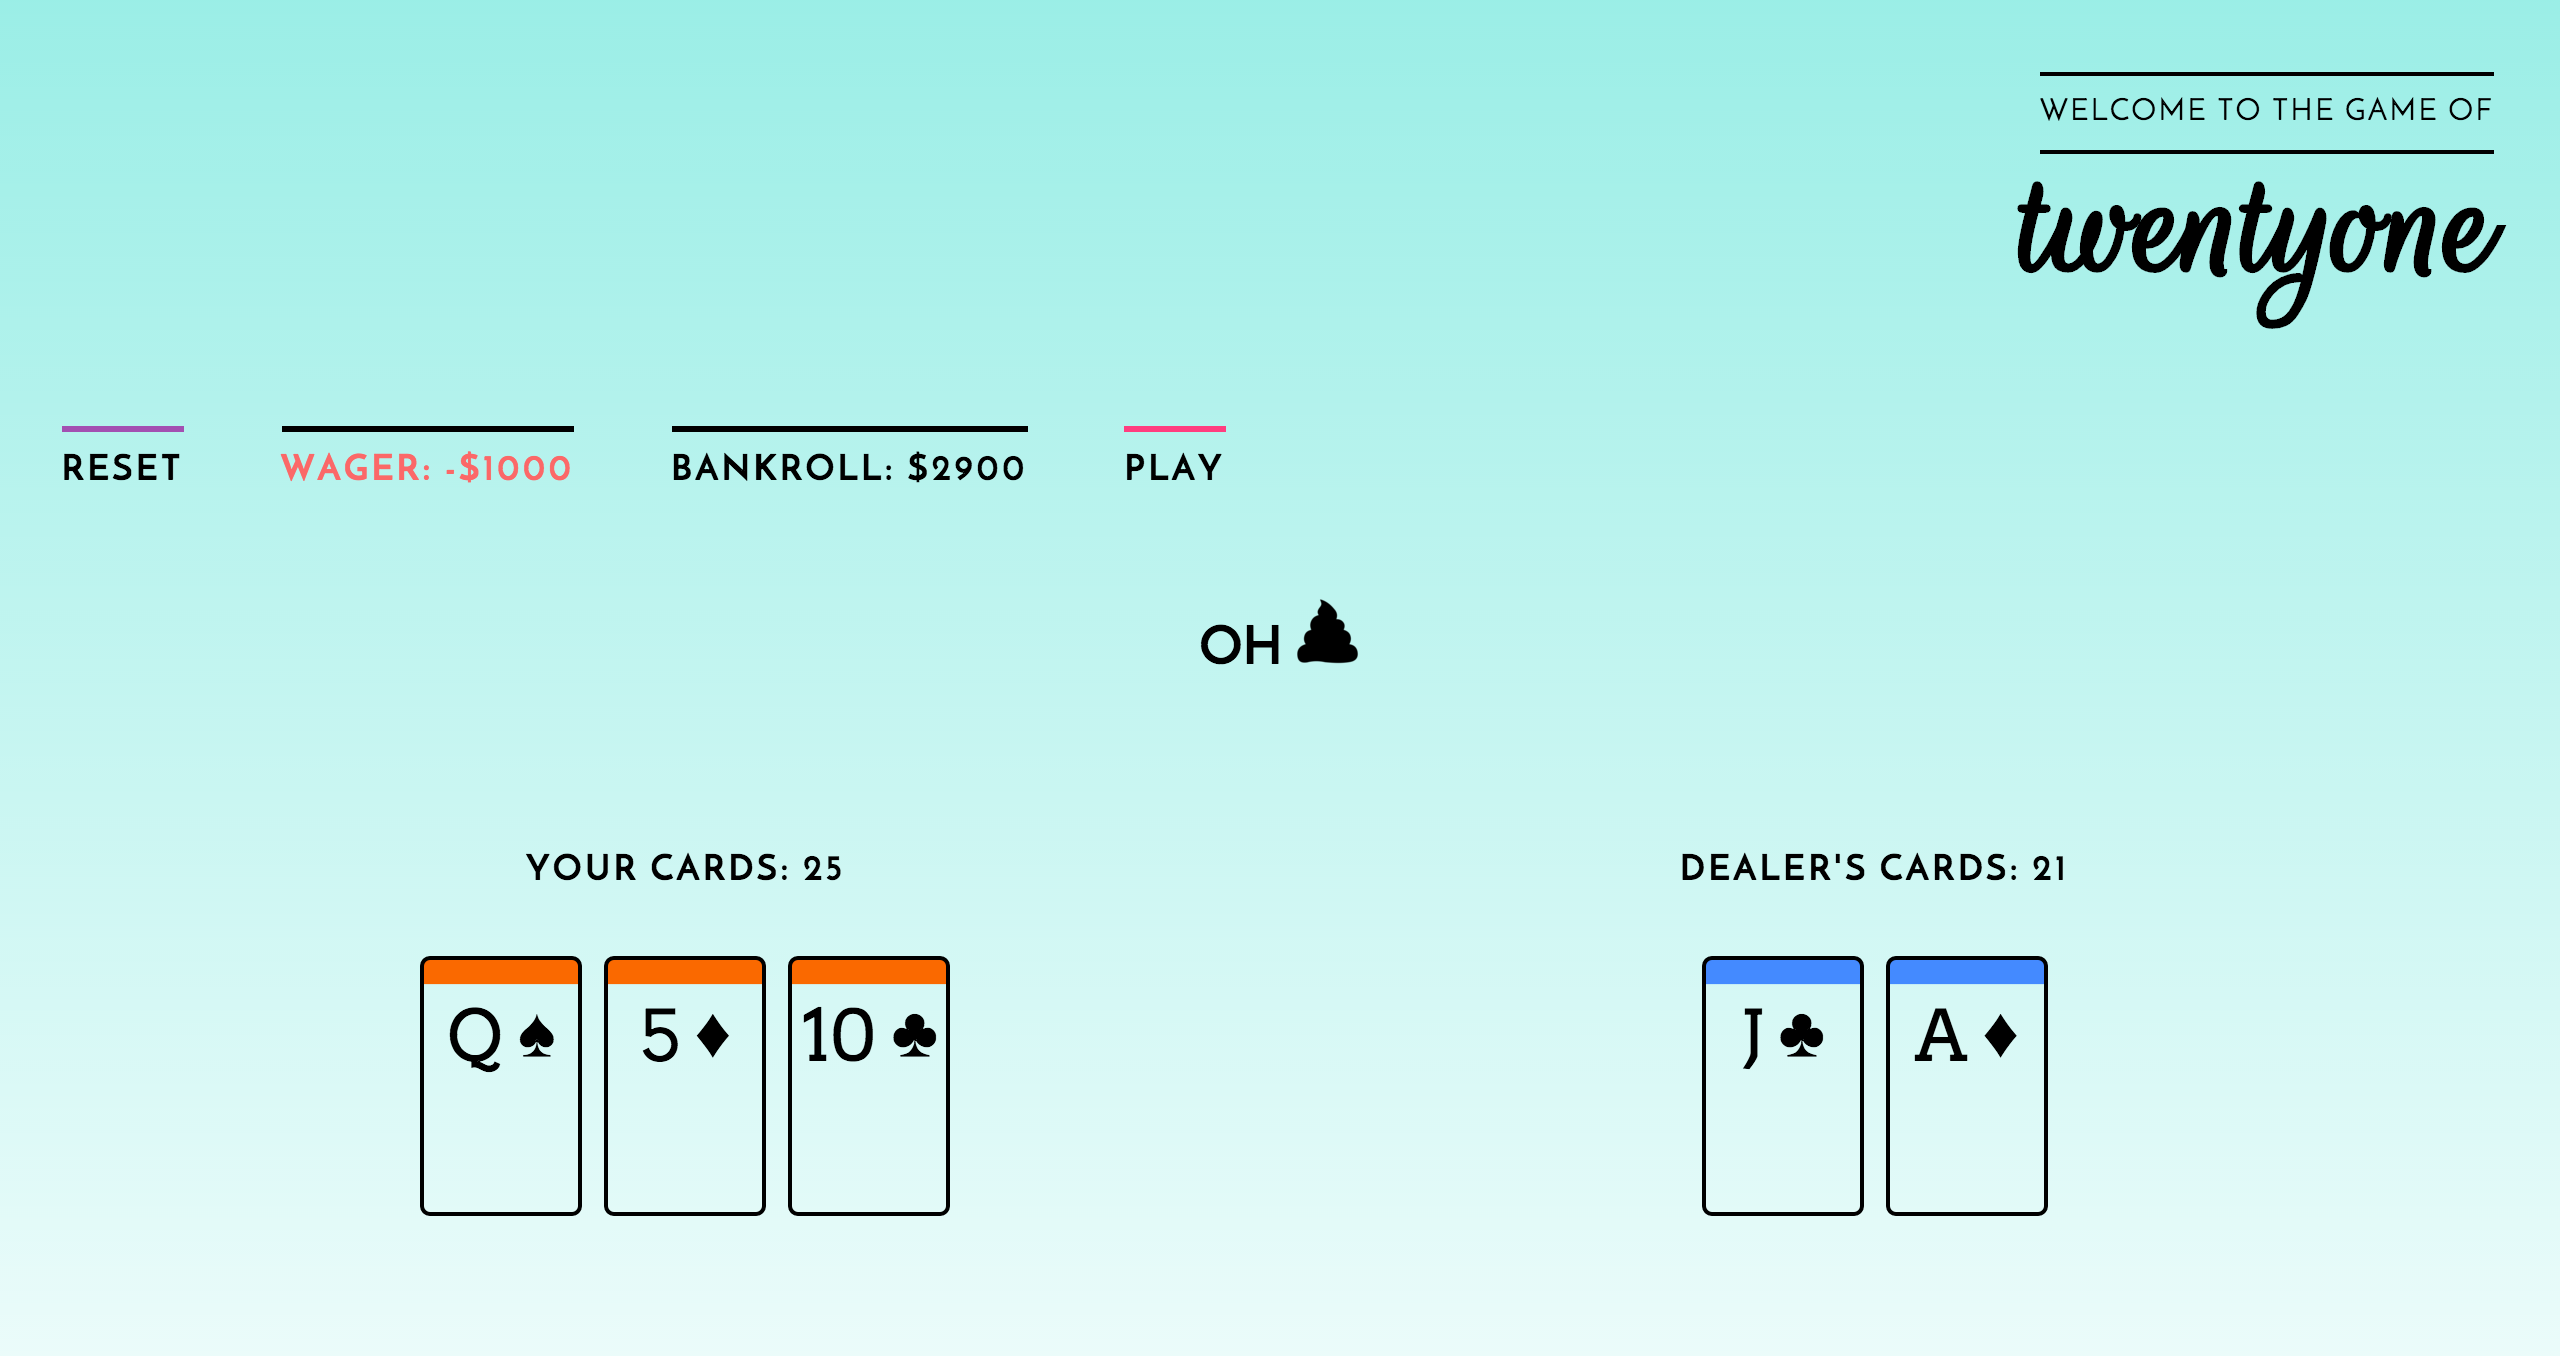 WELCOME TO THE GAME OF
twentyone
RESET WAGER: -$1000 BANKROLL: $2900 PLAY
OH 💩
YOUR CARDS: 25 DEALER'S CARDS: 21
Q ♠ 5 ♦ 10 ♣ J ♣ A ♦